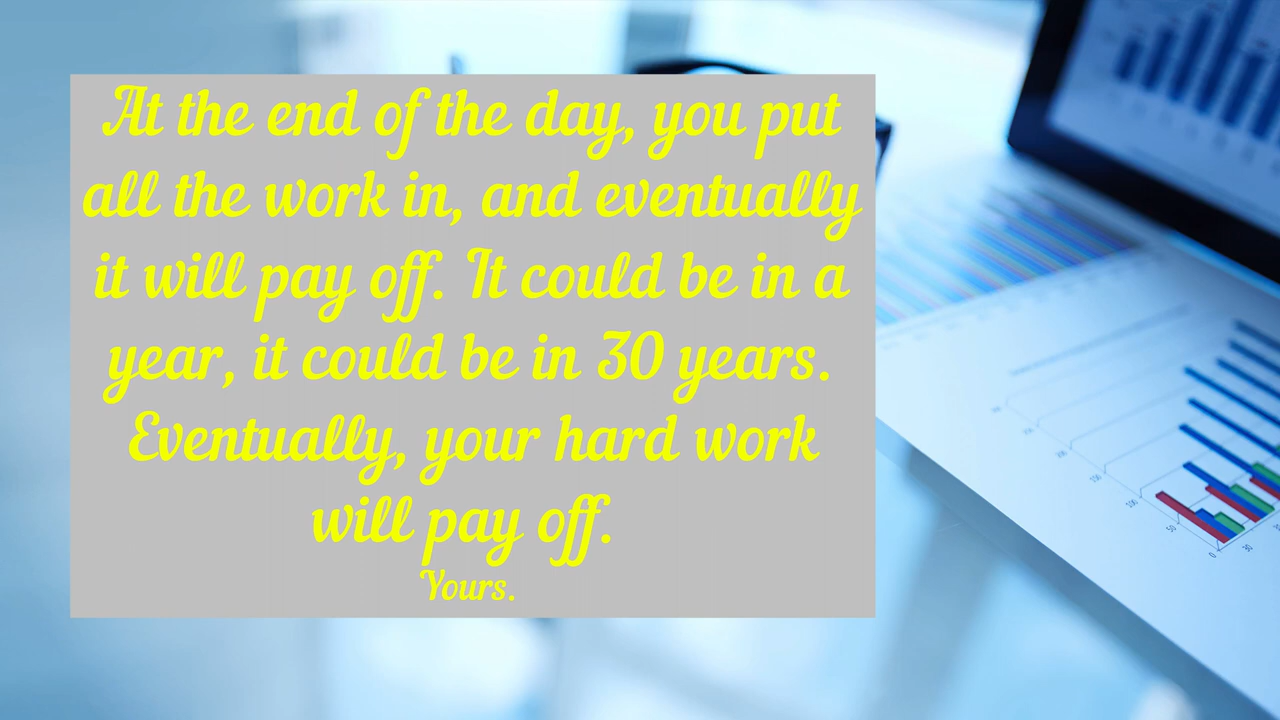 At the end of the day, you put
all the work in, and eventually
it will pay off. It could be in a
year, it could be in 30 years.
Eventually, your hard work
will pay off.
Yours.